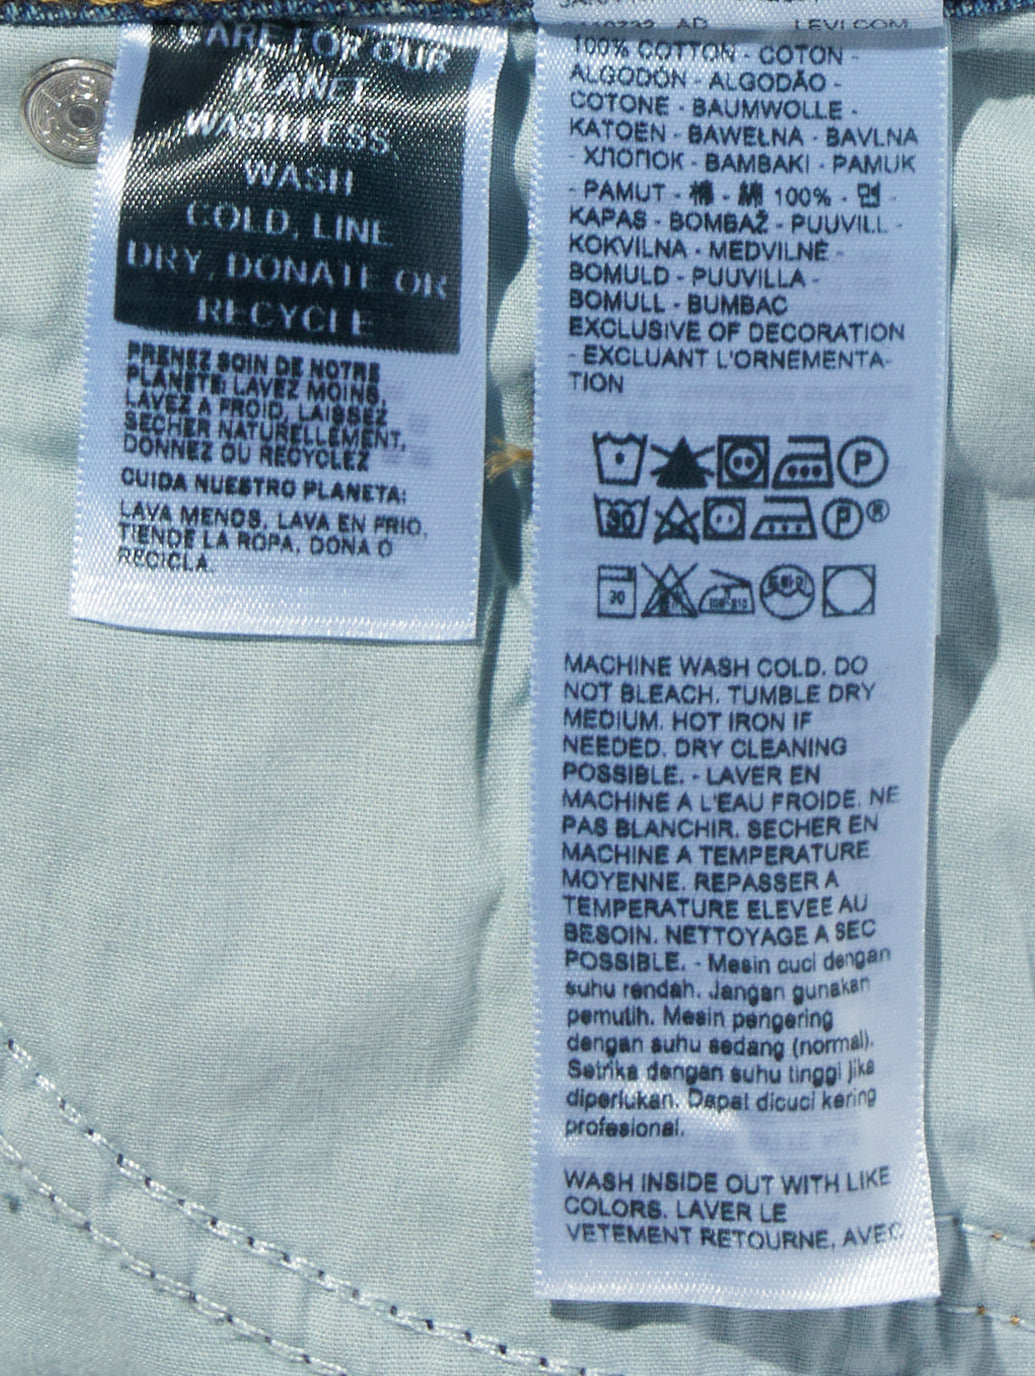 CARE FOR OUR
PLANET
WASH LESS,
WASH
COLD, LINE
DRY, DONATE OR
RECYCLE
PRENEZ SOIN DE NOTRE
PLANETE: LAVEZ MOINS,
LAVEZ A FROID, LAISSEZ
SECHER NATURELLEMENT,
DONNEZ OU RECYCLEZ
CUIDA NUESTRO PLANETA:
LAVA MENOS, LAVA EN FRIO,
TIENDE LA ROPA, DONA O
RECICLA.
AD LEVI.COM
100% COTTON - COTON -
ALGODON - ALGODÃO -
COTONE - BAUMWOLLE -
KATOEN - BAWEŁNA - BAVLNA
- ХЛОПОК - BAMBAKI - PAMUK
- PAMUT - 棉 - 綿 100% - 면 -
KAPAS - BOMBAŽ - PUUVILL -
KOKVILNA - MEDVILNĖ -
BOMULD - PUUVILLA -
BOMULL - BUMBAC
EXCLUSIVE OF DECORATION
- EXCLUANT L'ORNEMENTA-
TION
P
30 P ®
30
MACHINE WASH COLD. DO
NOT BLEACH. TUMBLE DRY
MEDIUM. HOT IRON IF
NEEDED. DRY CLEANING
POSSIBLE. - LAVER EN
MACHINE A L'EAU FROIDE. NE
PAS BLANCHIR. SECHER EN
MACHINE A TEMPERATURE
MOYENNE. REPASSER A
TEMPERATURE ELEVEE AU
BESOIN. NETTOYAGE A SEC
POSSIBLE. - Mesin cuci dengan
suhu rendah. Jangan gunakan
pemutih. Mesin pengering
dengan suhu sedang (normal).
Setrika dengan suhu tinggi jika
diperlukan. Dapat dicuci kering
profesional.
WASH INSIDE OUT WITH LIKE
COLORS. LAVER LE
VETEMENT RETOURNE, AVEC